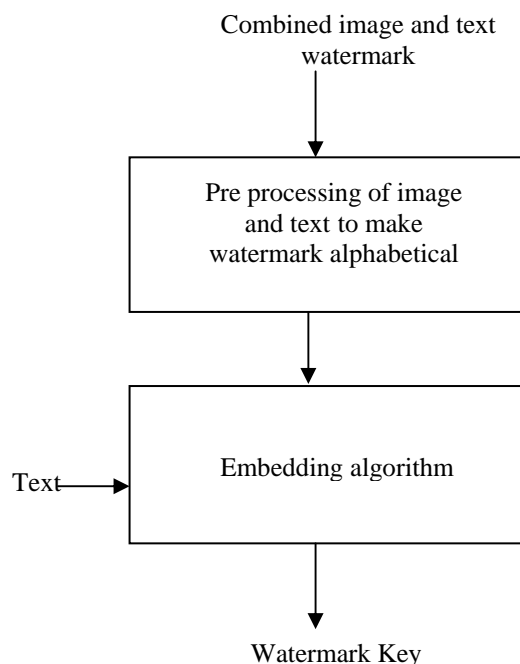 Combined image and text
watermark
Pre processing of image
and text to make
watermark alphabetical
Embedding algorithm
Text
Watermark Key